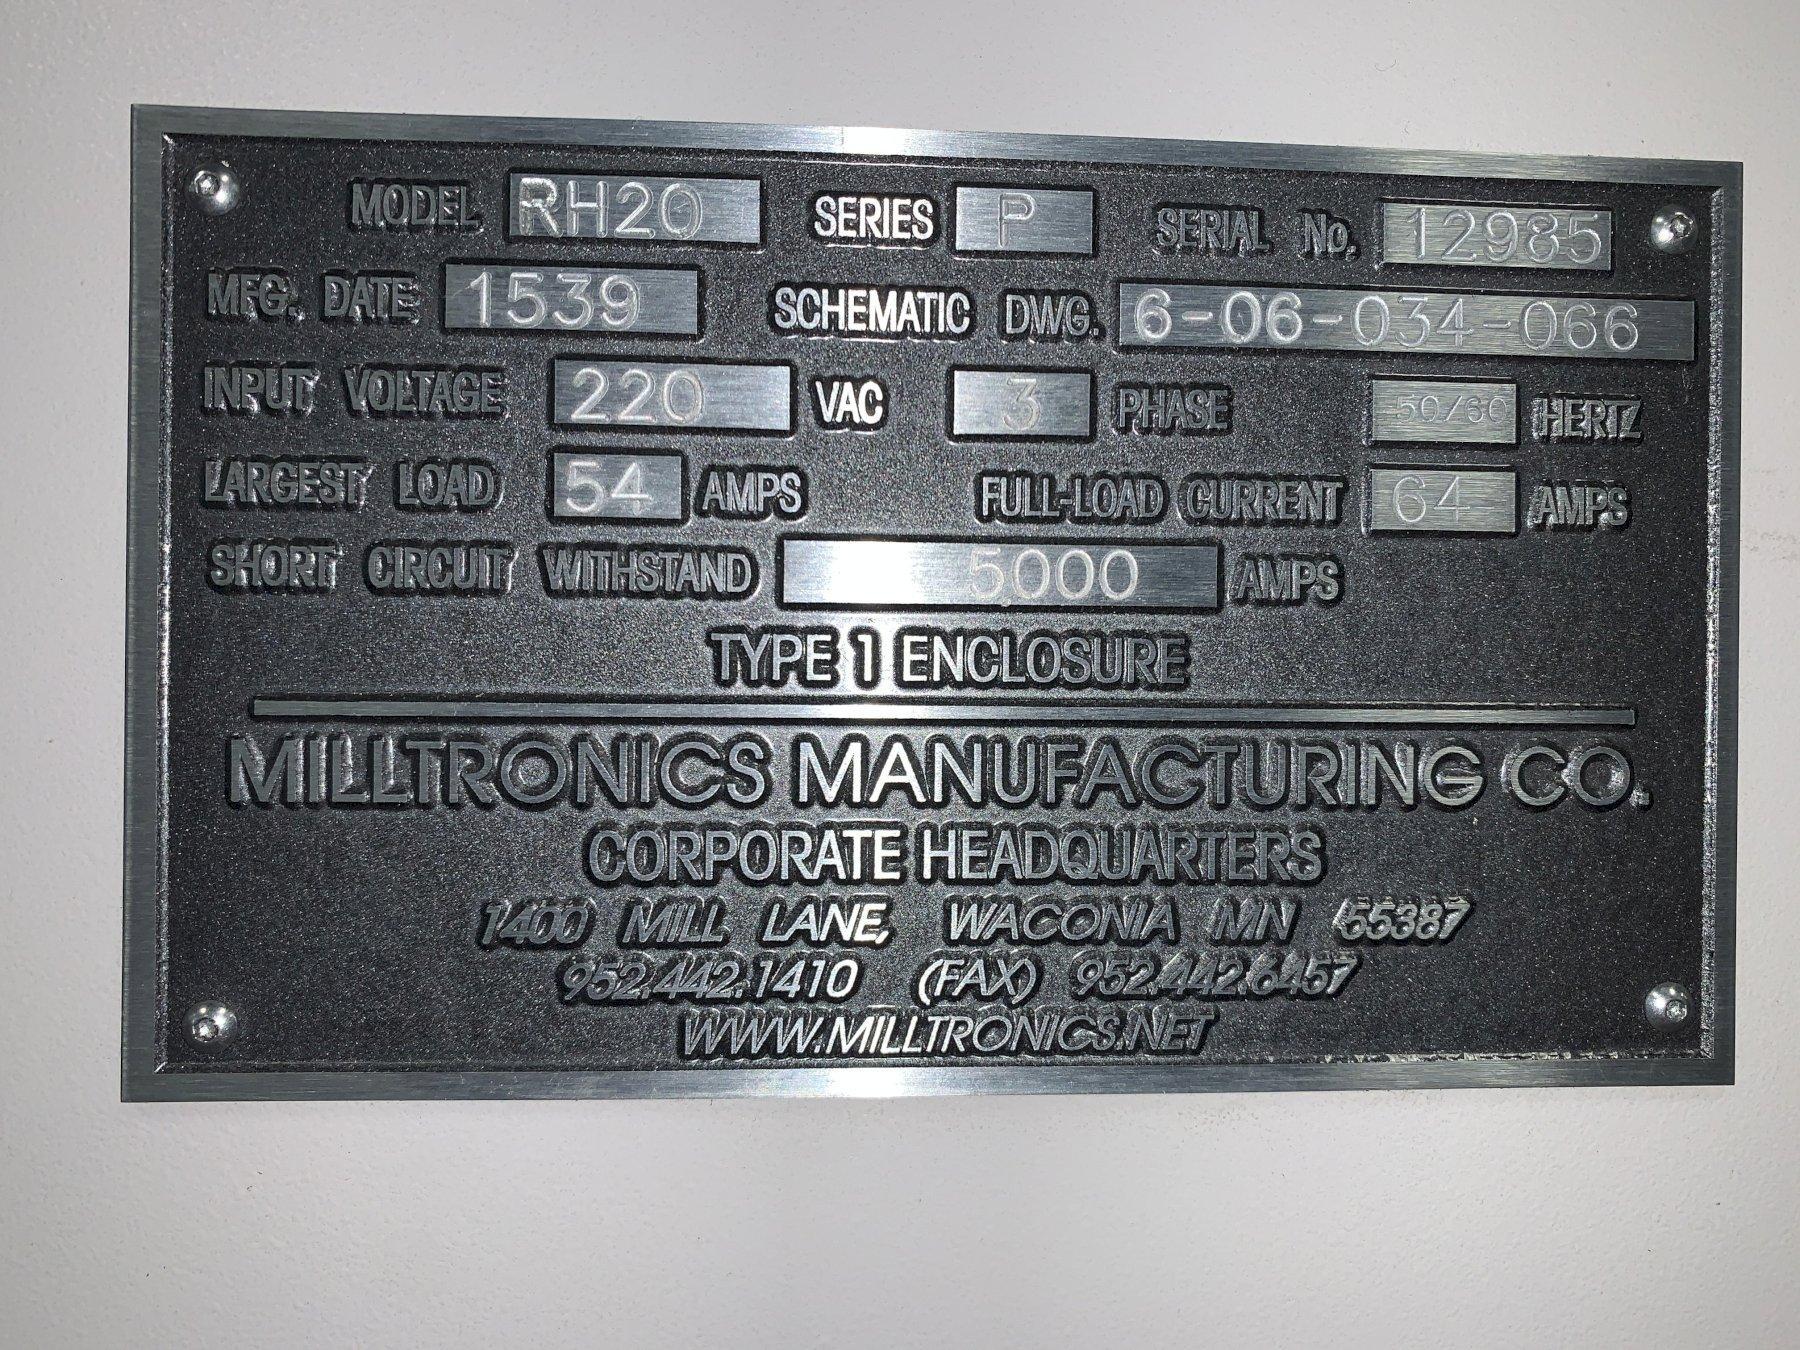 MODEL RH20 SERIES P SERIAL No. 12985
MFG. DATE 1539 SCHEMATIC DWG. 6-06-034-066
INPUT VOLTAGE 220 VAC 3 PHASE 50/60 HERTZ
LARGEST LOAD 54 AMPS FULL-LOAD CURRENT 64 AMPS
SHORT CIRCUIT WITHSTAND 5,000 AMPS
TYPE 1 ENCLOSURE
MILLTRONICS MANUFACTURING CO.
CORPORATE HEADQUARTERS
1400 MILL LANE, WACONIA MN 55387
952.442.1410 (FAX) 952.442.6457
WWW.MILLTRONICS.NET